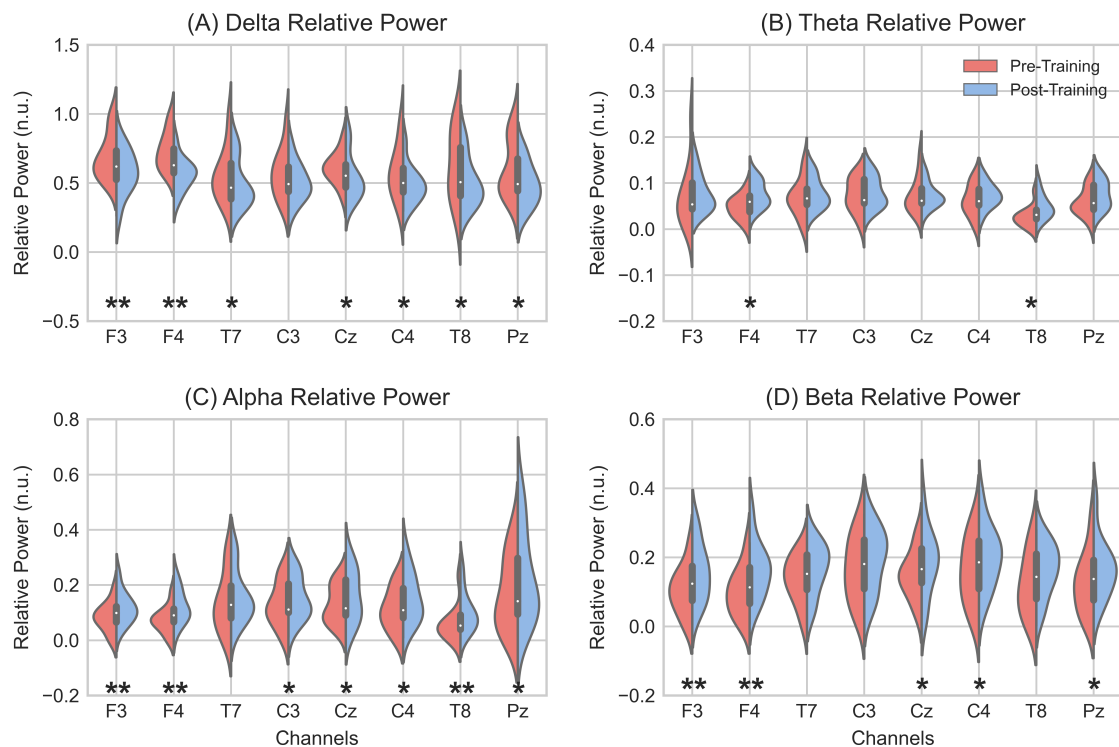 (A) Delta Relative Power
Relative Power (n.u.)
1.5
1.0
0.5
0.0
−0.5
** ** * * * * *
F3 F4 T7 C3 Cz C4 T8 Pz
(B) Theta Relative Power
Relative Power (n.u.)
0.4
0.3
0.2
0.1
0.0
−0.1
−0.2
Pre-Training
Post-Training
* *
F3 F4 T7 C3 Cz C4 T8 Pz
(C) Alpha Relative Power
Relative Power (n.u.)
0.8
0.6
0.4
0.2
0.0
−0.2
** ** * * * ** *
F3 F4 T7 C3 Cz C4 T8 Pz
Channels
(D) Beta Relative Power
Relative Power (n.u.)
0.6
0.4
0.2
0.0
−0.2
** ** * * *
F3 F4 T7 C3 Cz C4 T8 Pz
Channels